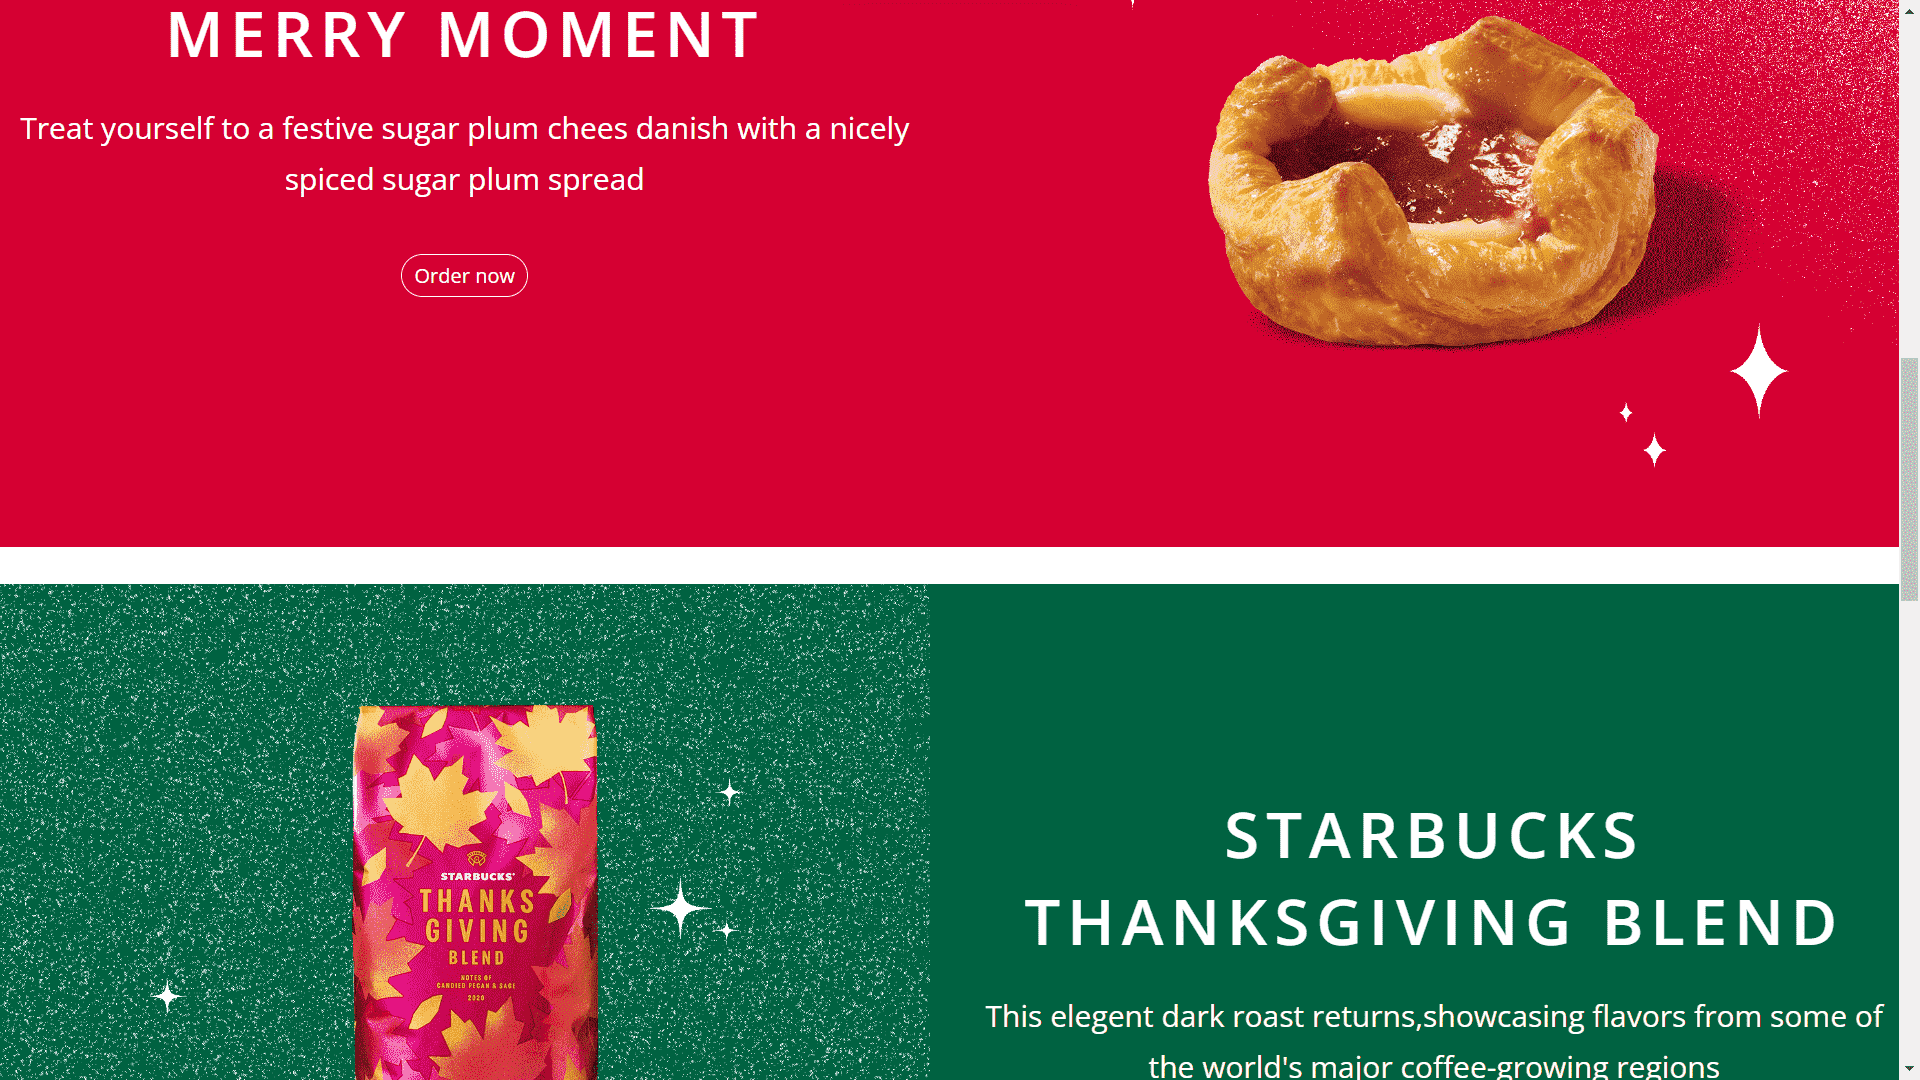 MERRY MOMENT
Treat yourself to a festive sugar plum chees danish with a nicely
spiced sugar plum spread
Order now
STARBUCKS®
THANKS
GIVING
BLEND
NOTES OF
CANDIED PECAN & SAGE
2020
STARBUCKS
THANKSGIVING BLEND
This elegent dark roast returns,showcasing flavors from some of
the world's major coffee-growing regions